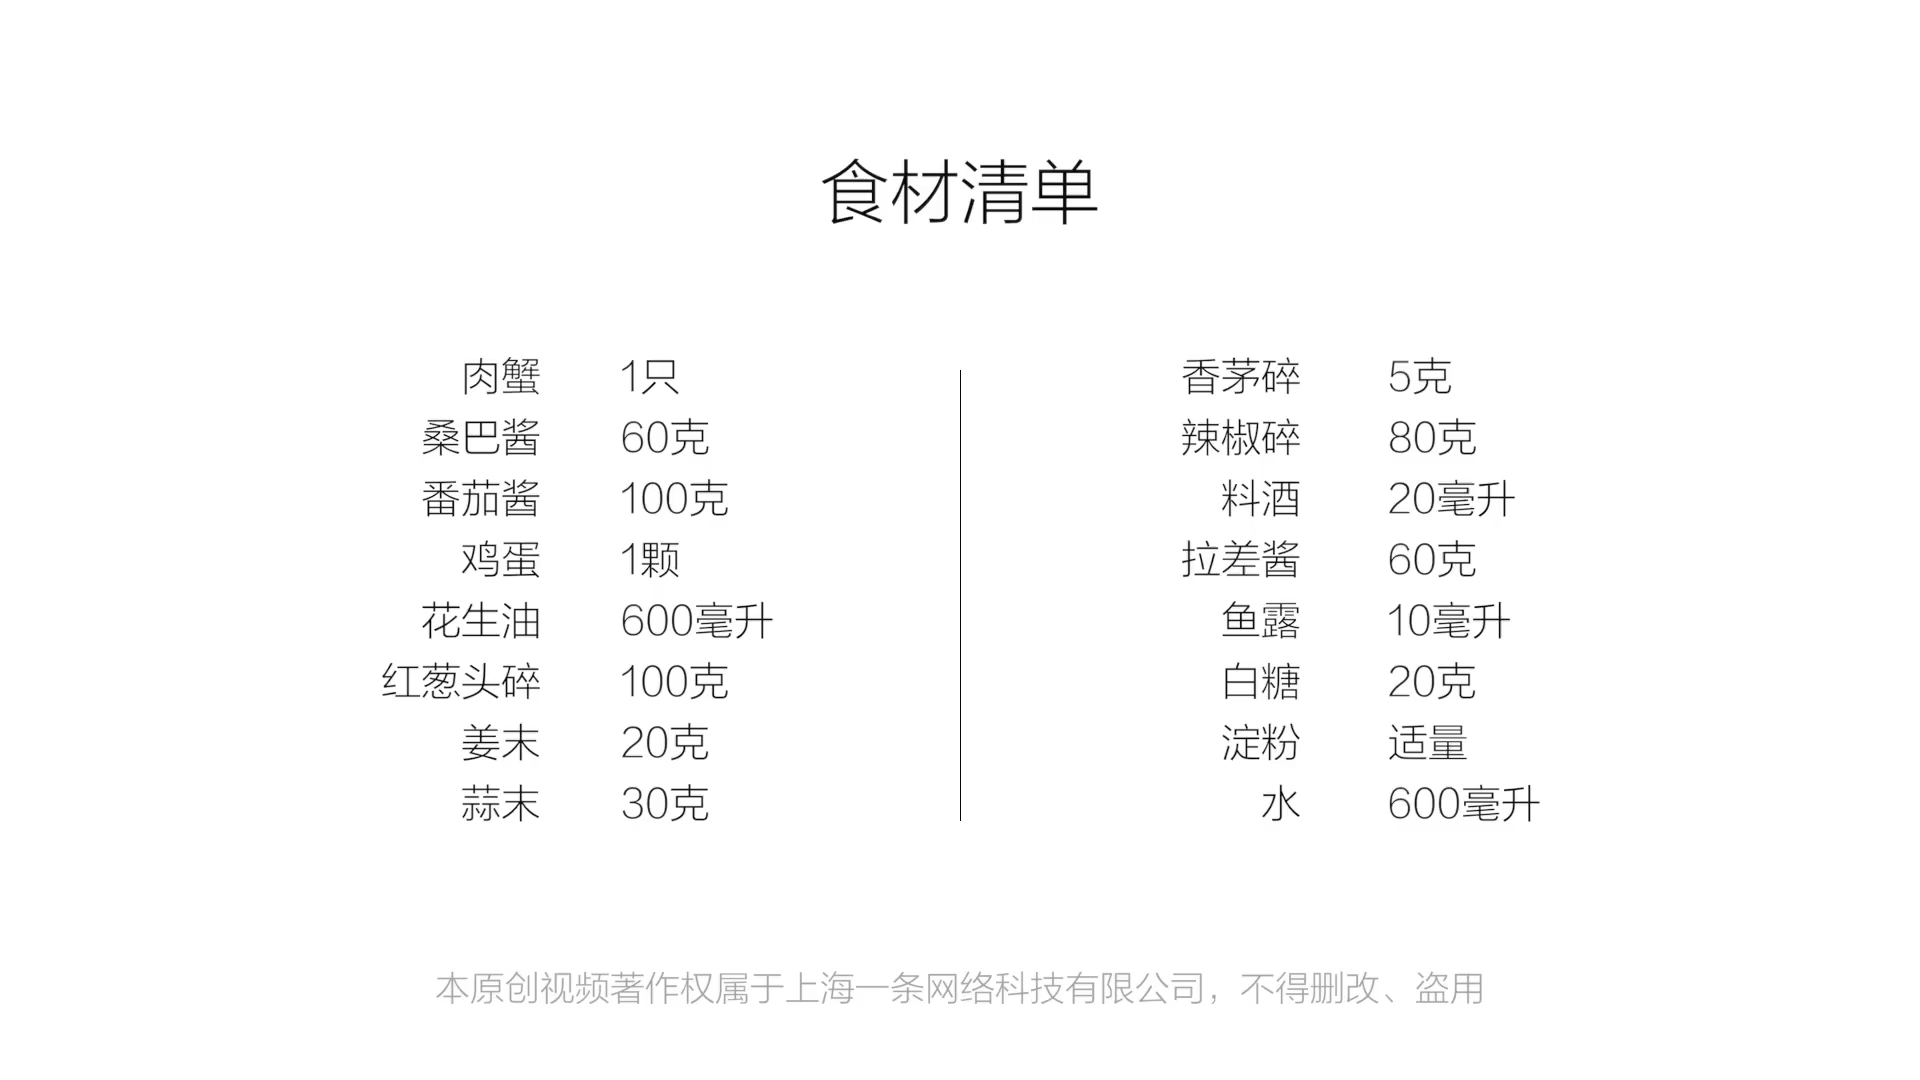 食材清单
肉蟹 1只
桑巴酱 60克
番茄酱 100克
鸡蛋 1颗
花生油 600毫升
红葱头碎 100克
姜末 20克
蒜末 30克
香茅碎 5克
辣椒碎 80克
料酒 20毫升
拉差酱 60克
鱼露 10毫升
白糖 20克
淀粉 适量
水 600毫升
本原创视频著作权属于上海一条网络科技有限公司，不得删改、盗用